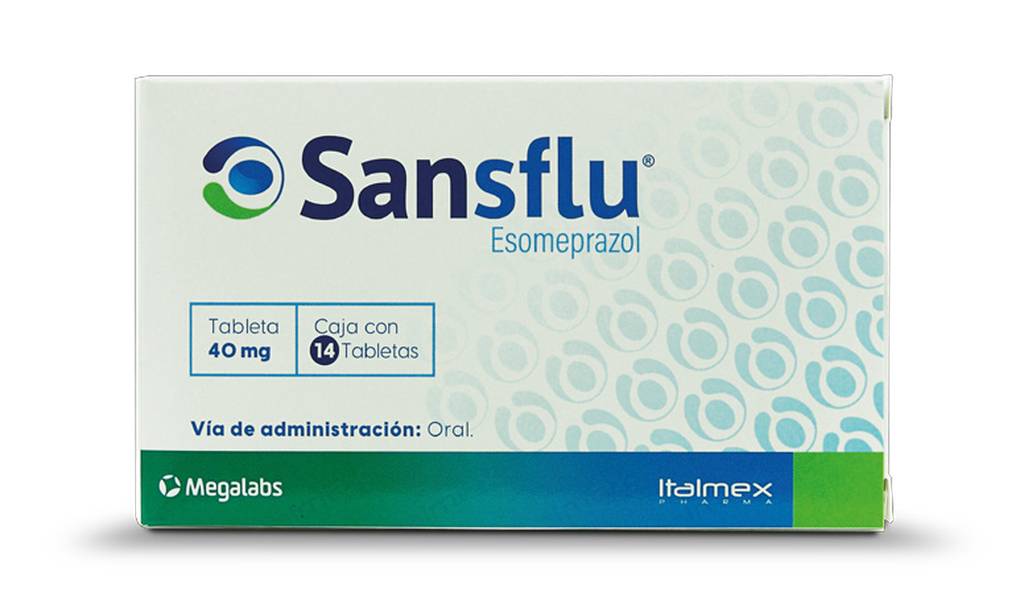 Sansflu®
Esomeprazol
Tableta
40 mg
Caja con
14 Tabletas
Vía de administración: Oral.
Megalabs
Italmex
PHARMA